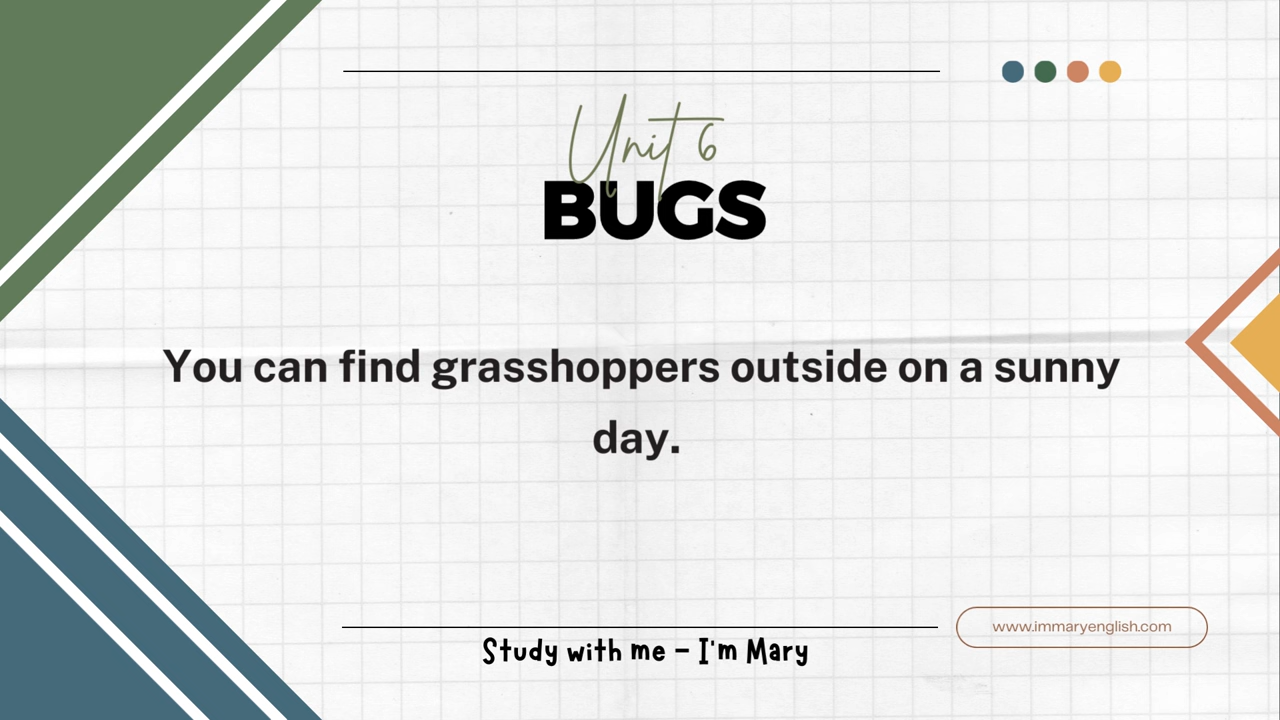 Unit 6
BUGS
You can find grasshoppers outside on a sunny
day.
www.immaryenglish.com
Study with me – I'm Mary